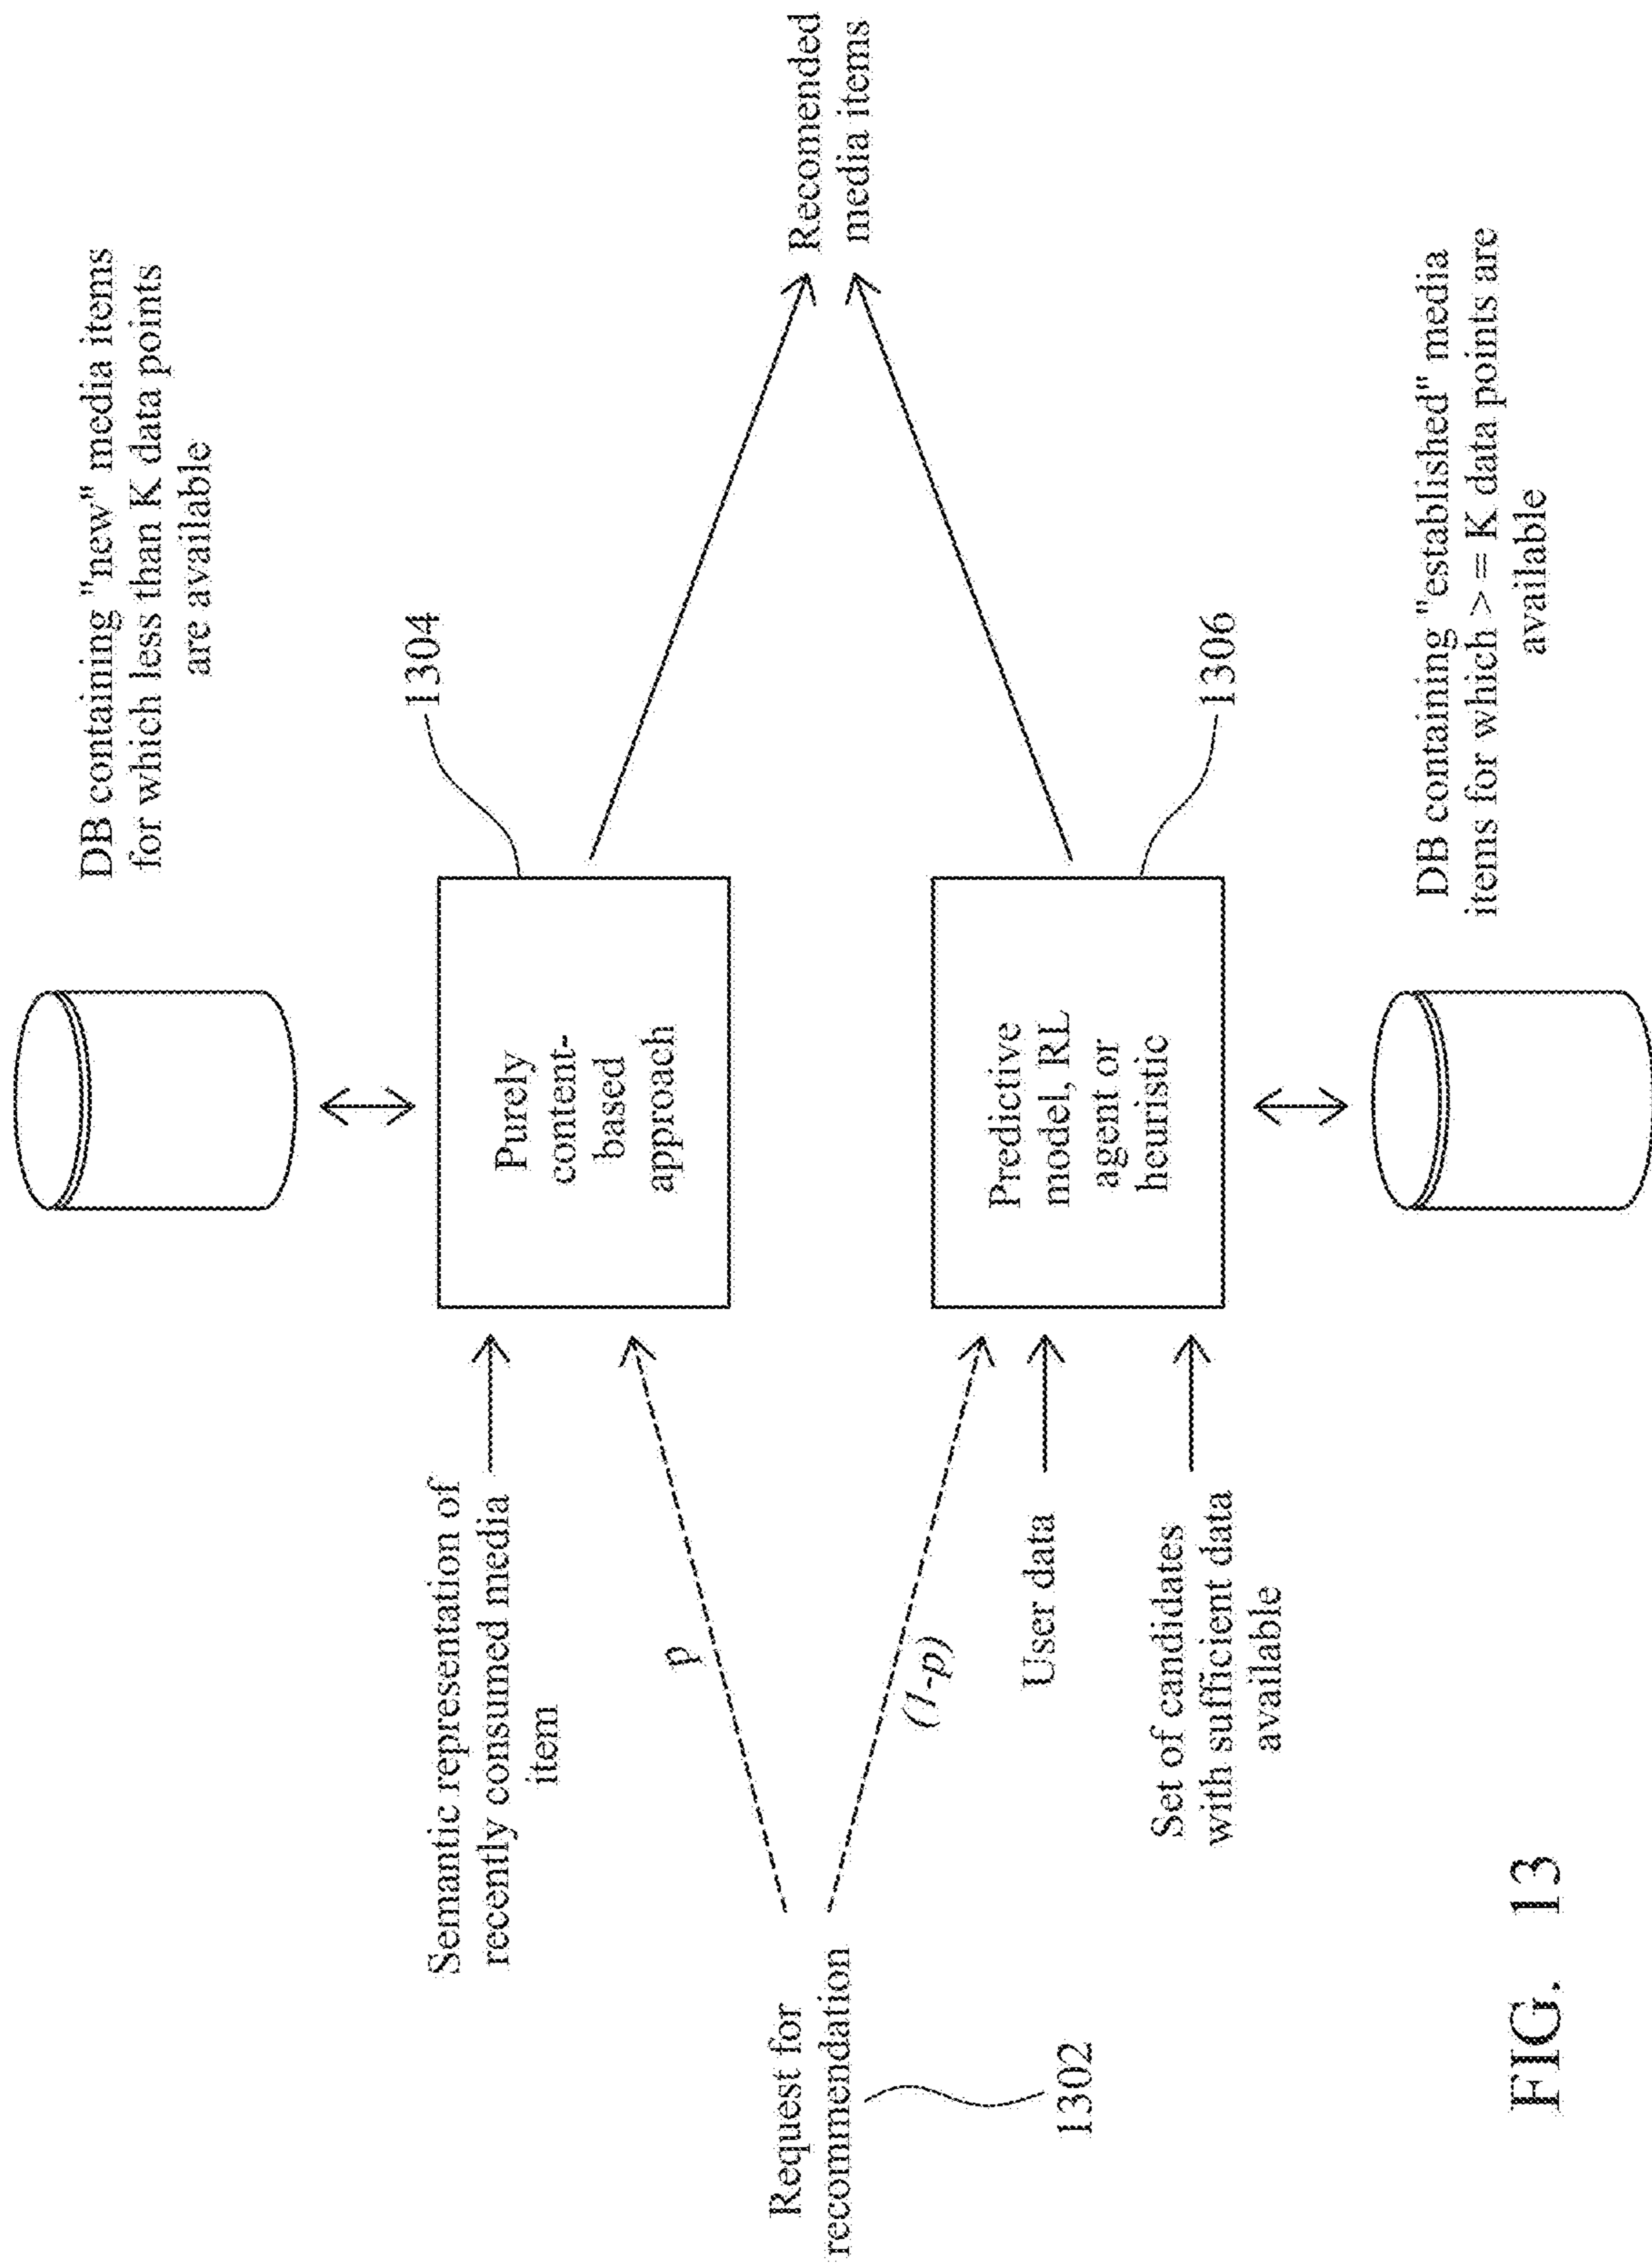 DB containing "new" media items
for which less than K data points
are available
1304
Semantic representation of
recently consumed media
item
Purely
content-
based
approach
p
Request for
recommendation
1302
Recomended
media items
(1-p)
User data
Set of candidates
with sufficient data
available
Predictive
model, RL
agent or
heuristic
1306
DB containing "established" media
items for which > = K data points are
available
FIG. 13